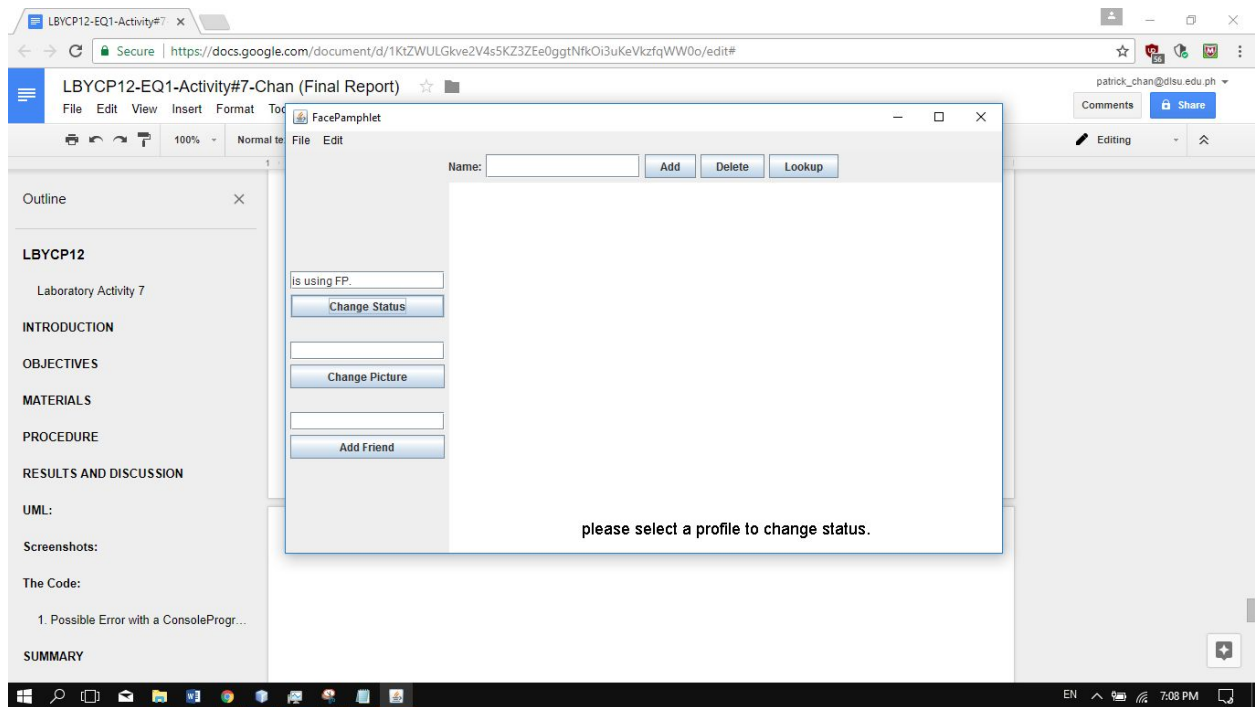 LBYCP12-EQ1-Activity#7
Secure | https://docs.google.com/document/d/1KtZWULGkve2V4s5KZ3ZEe0ggtNfkOi3uKeVkzfqWW0o/edit#
56
LBYCP12-EQ1-Activity#7-Chan (Final Report)
patrick_chan@dlsu.edu.ph
File Edit View Insert Format
Comments
Share
100%
Editing
Outline
LBYCP12
Laboratory Activity 7
INTRODUCTION
OBJECTIVES
MATERIALS
PROCEDURE
RESULTS AND DISCUSSION
UML:
Screenshots:
The Code:
1. Possible Error with a ConsoleProgr...
SUMMARY
FacePamphlet
File Edit
Name:
Add
Delete
Lookup
is using FP.
Change Status
Change Picture
Add Friend
please select a profile to change status.
EN
7:08 PM